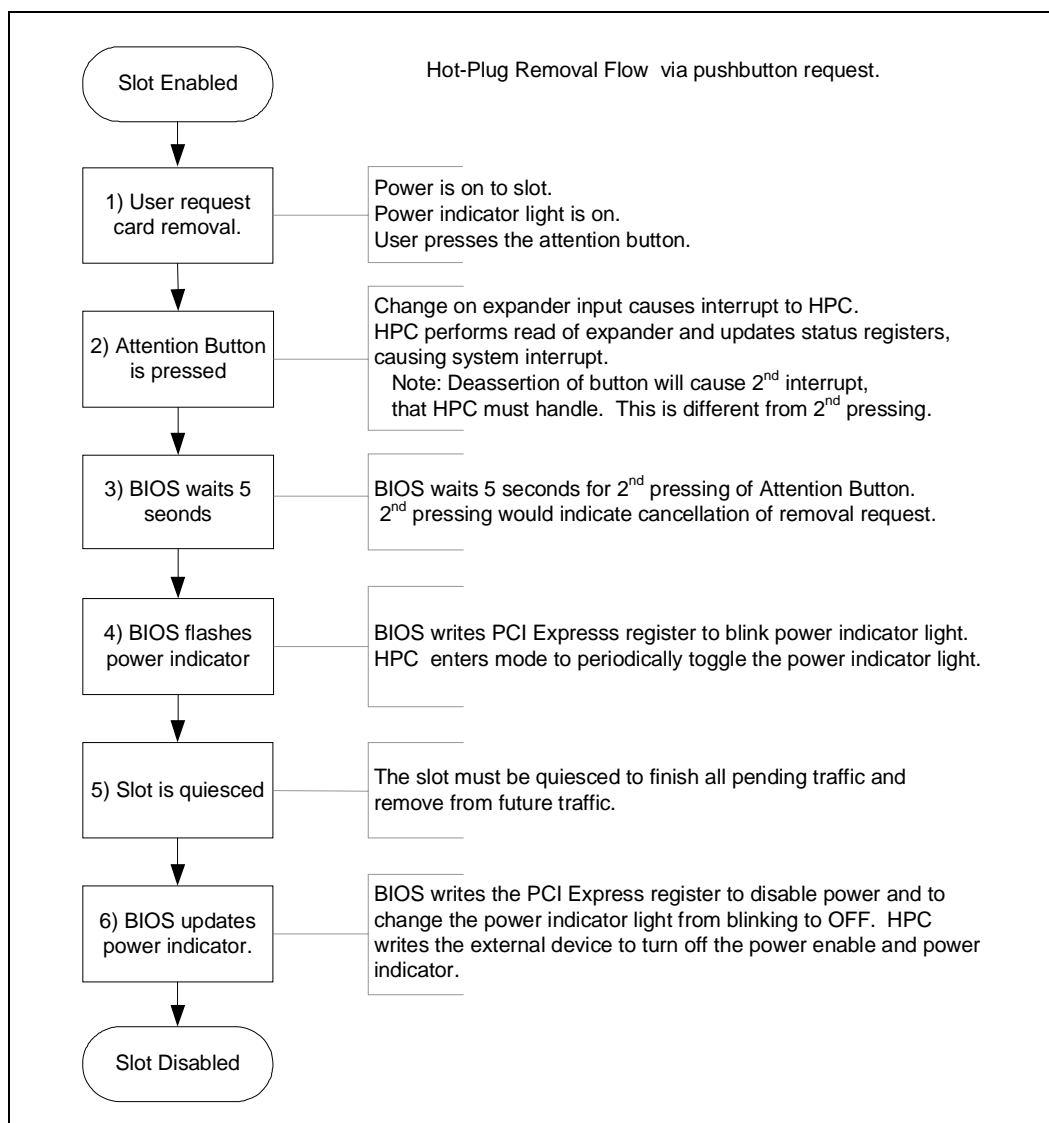 Hot-Plug Removal Flow via pushbutton request.
Slot Enabled
1) User request
card removal.
Power is on to slot.
Power indicator light is on.
User presses the attention button.
2) Attention Button
is pressed
Change on expander input causes interrupt to HPC.
HPC performs read of expander and updates status registers,
causing system interrupt.
Note: Deassertion of button will cause 2nd interrupt,
that HPC must handle. This is different from 2nd pressing.
3) BIOS waits 5
seonds
BIOS waits 5 seconds for 2nd pressing of Attention Button.
2nd pressing would indicate cancellation of removal request.
4) BIOS flashes
power indicator
BIOS writes PCI Expresss register to blink power indicator light.
HPC enters mode to periodically toggle the power indicator light.
5) Slot is quiesced
The slot must be quiesced to finish all pending traffic and
remove from future traffic.
6) BIOS updates
power indicator.
BIOS writes the PCI Express register to disable power and to
change the power indicator light from blinking to OFF. HPC
writes the external device to turn off the power enable and power
indicator.
Slot Disabled